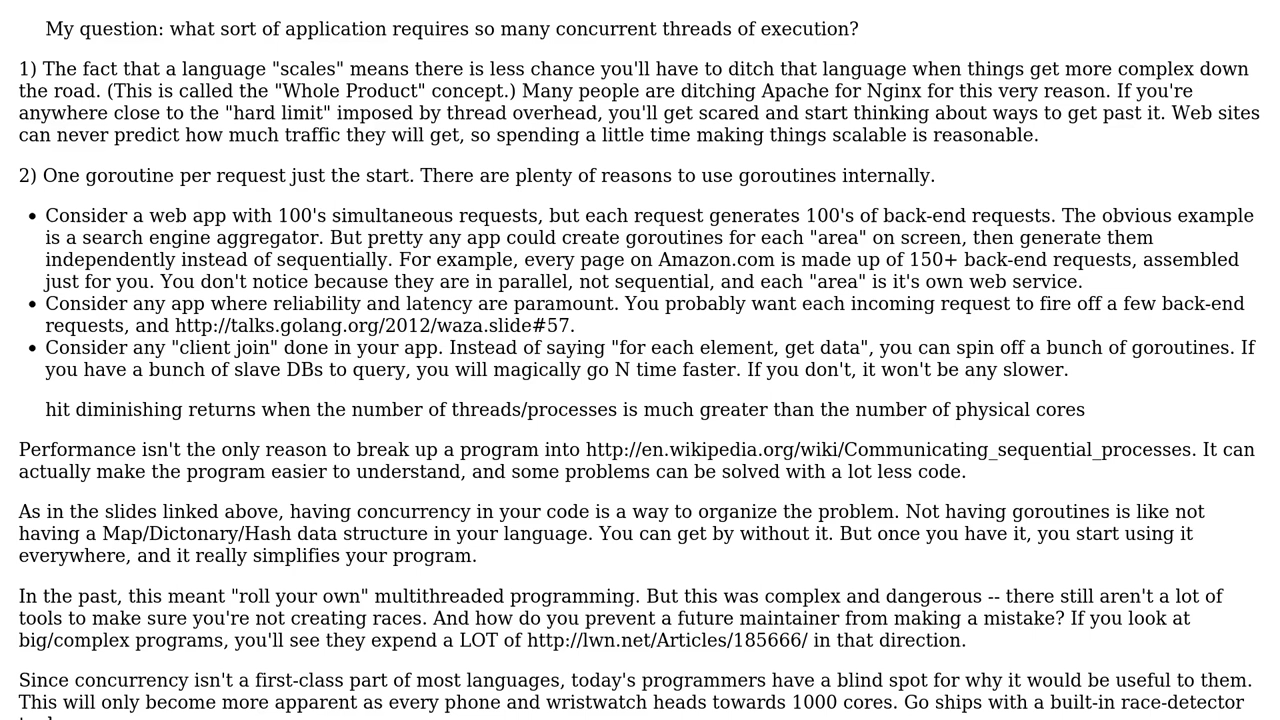 My question: what sort of application requires so many concurrent threads of execution?
1) The fact that a language "scales" means there is less chance you'll have to ditch that language when things get more complex down
the road. (This is called the "Whole Product" concept.) Many people are ditching Apache for Nginx for this very reason. If you're
anywhere close to the "hard limit" imposed by thread overhead, you'll get scared and start thinking about ways to get past it. Web sites
can never predict how much traffic they will get, so spending a little time making things scalable is reasonable.
2) One goroutine per request just the start. There are plenty of reasons to use goroutines internally.
• Consider a web app with 100's simultaneous requests, but each request generates 100's of back-end requests. The obvious example
is a search engine aggregator. But pretty any app could create goroutines for each "area" on screen, then generate them
independently instead of sequentially. For example, every page on Amazon.com is made up of 150+ back-end requests, assembled
just for you. You don't notice because they are in parallel, not sequential, and each "area" is it's own web service.
• Consider any app where reliability and latency are paramount. You probably want each incoming request to fire off a few back-end
requests, and http://talks.golang.org/2012/waza.slide#57.
• Consider any "client join" done in your app. Instead of saying "for each element, get data", you can spin off a bunch of goroutines. If
you have a bunch of slave DBs to query, you will magically go N time faster. If you don't, it won't be any slower.
hit diminishing returns when the number of threads/processes is much greater than the number of physical cores
Performance isn't the only reason to break up a program into http://en.wikipedia.org/wiki/Communicating_sequential_processes. It can
actually make the program easier to understand, and some problems can be solved with a lot less code.
As in the slides linked above, having concurrency in your code is a way to organize the problem. Not having goroutines is like not
having a Map/Dictonary/Hash data structure in your language. You can get by without it. But once you have it, you start using it
everywhere, and it really simplifies your program.
In the past, this meant "roll your own" multithreaded programming. But this was complex and dangerous -- there still aren't a lot of
tools to make sure you're not creating races. And how do you prevent a future maintainer from making a mistake? If you look at
big/complex programs, you'll see they expend a LOT of http://lwn.net/Articles/185666/ in that direction.
Since concurrency isn't a first-class part of most languages, today's programmers have a blind spot for why it would be useful to them.
This will only become more apparent as every phone and wristwatch heads towards 1000 cores. Go ships with a built-in race-detector